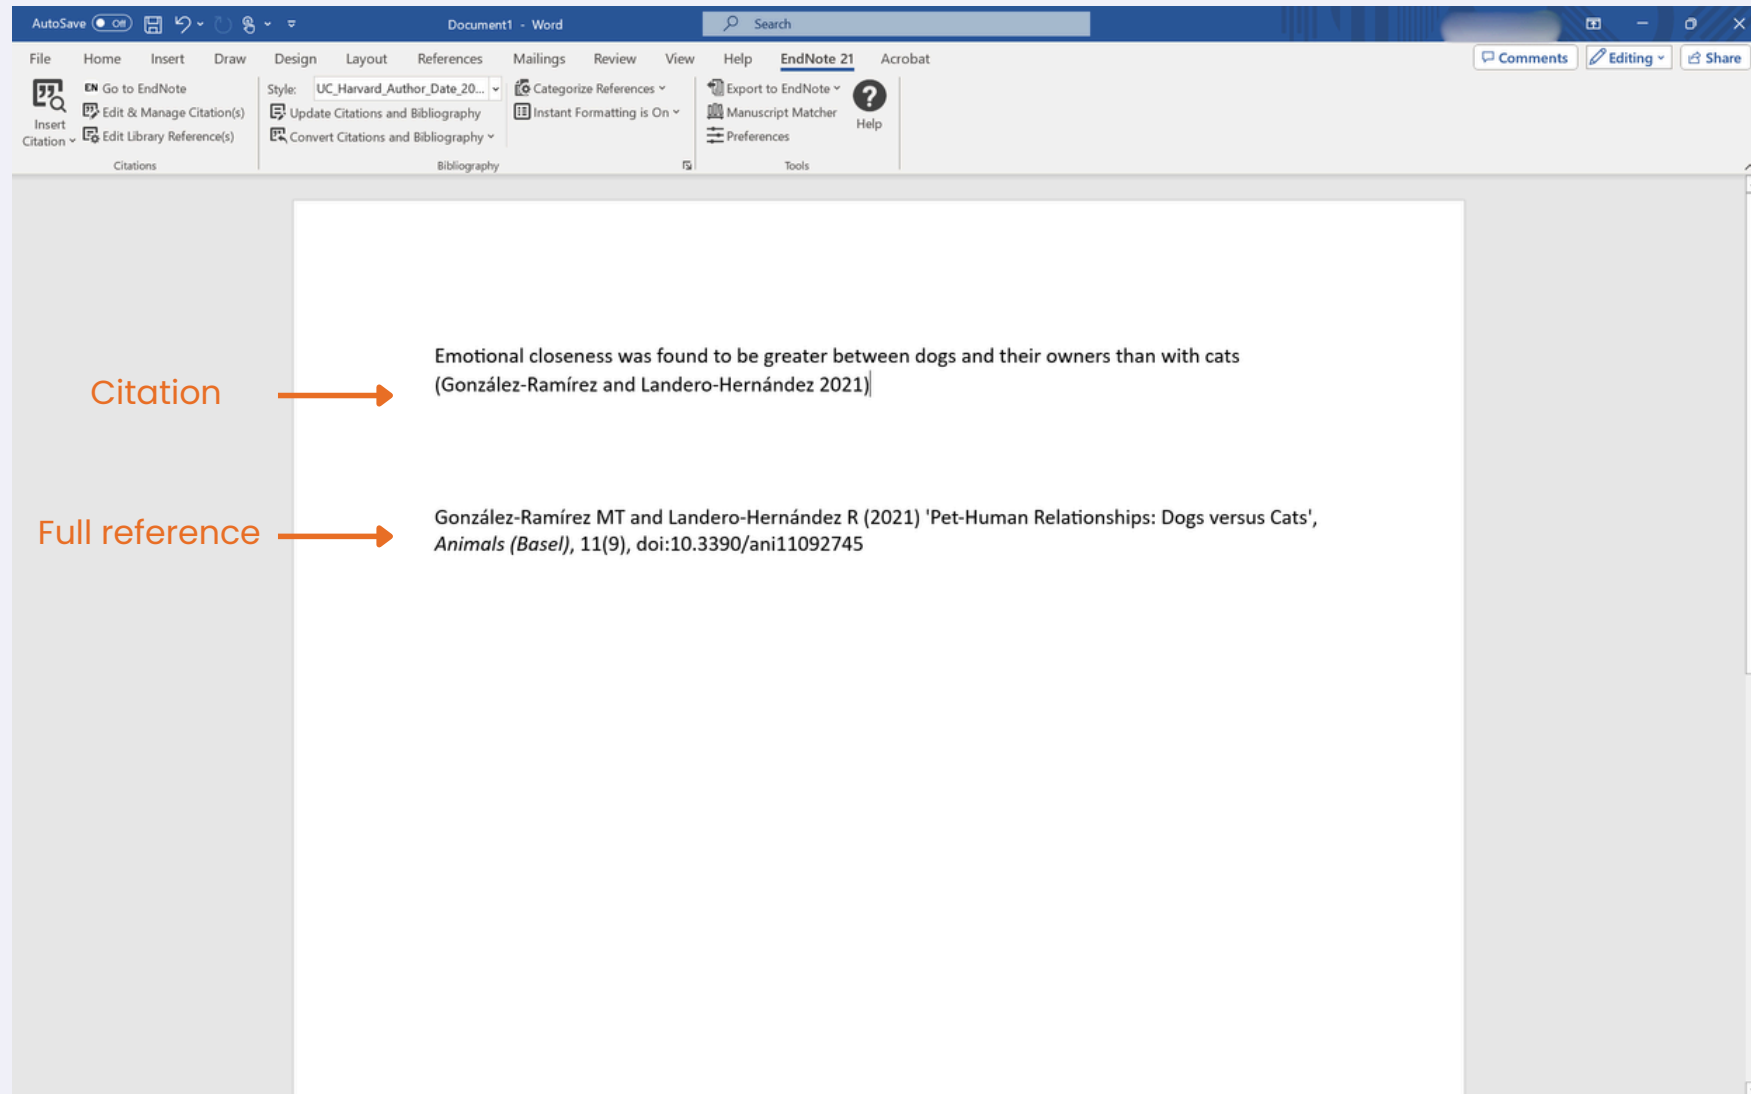 AutoSave Off Document1 - Word Search
File Home Insert Draw Design Layout References Mailings Review View Help EndNote 21 Acrobat Comments Editing Share
Insert Citation
EN Go to EndNote
Edit & Manage Citation(s)
Edit Library Reference(s)
Citations
Style: UC_Harvard_Author_Date_20...
Update Citations and Bibliography
Convert Citations and Bibliography
Categorize References
Instant Formatting is On
Bibliography
Export to EndNote
Manuscript Matcher
Preferences
Help
Tools
Emotional closeness was found to be greater between dogs and their owners than with cats
(González-Ramírez and Landero-Hernández 2021)
Citation
González-Ramírez MT and Landero-Hernández R (2021) 'Pet-Human Relationships: Dogs versus Cats',
Animals (Basel), 11(9), doi:10.3390/ani11092745
Full reference